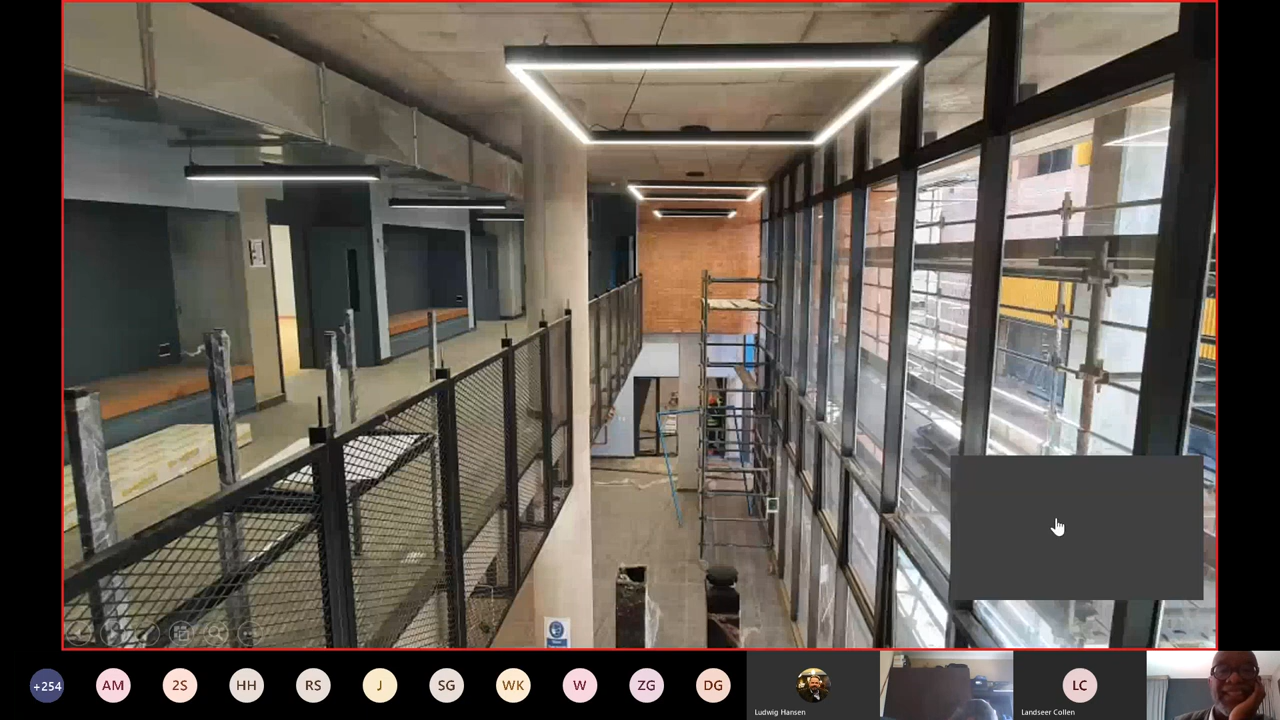 +254
AM
2S
HH
RS
J
SG
WK
W
ZG
DG
Ludwig Hansen
LC
Landseer Collen